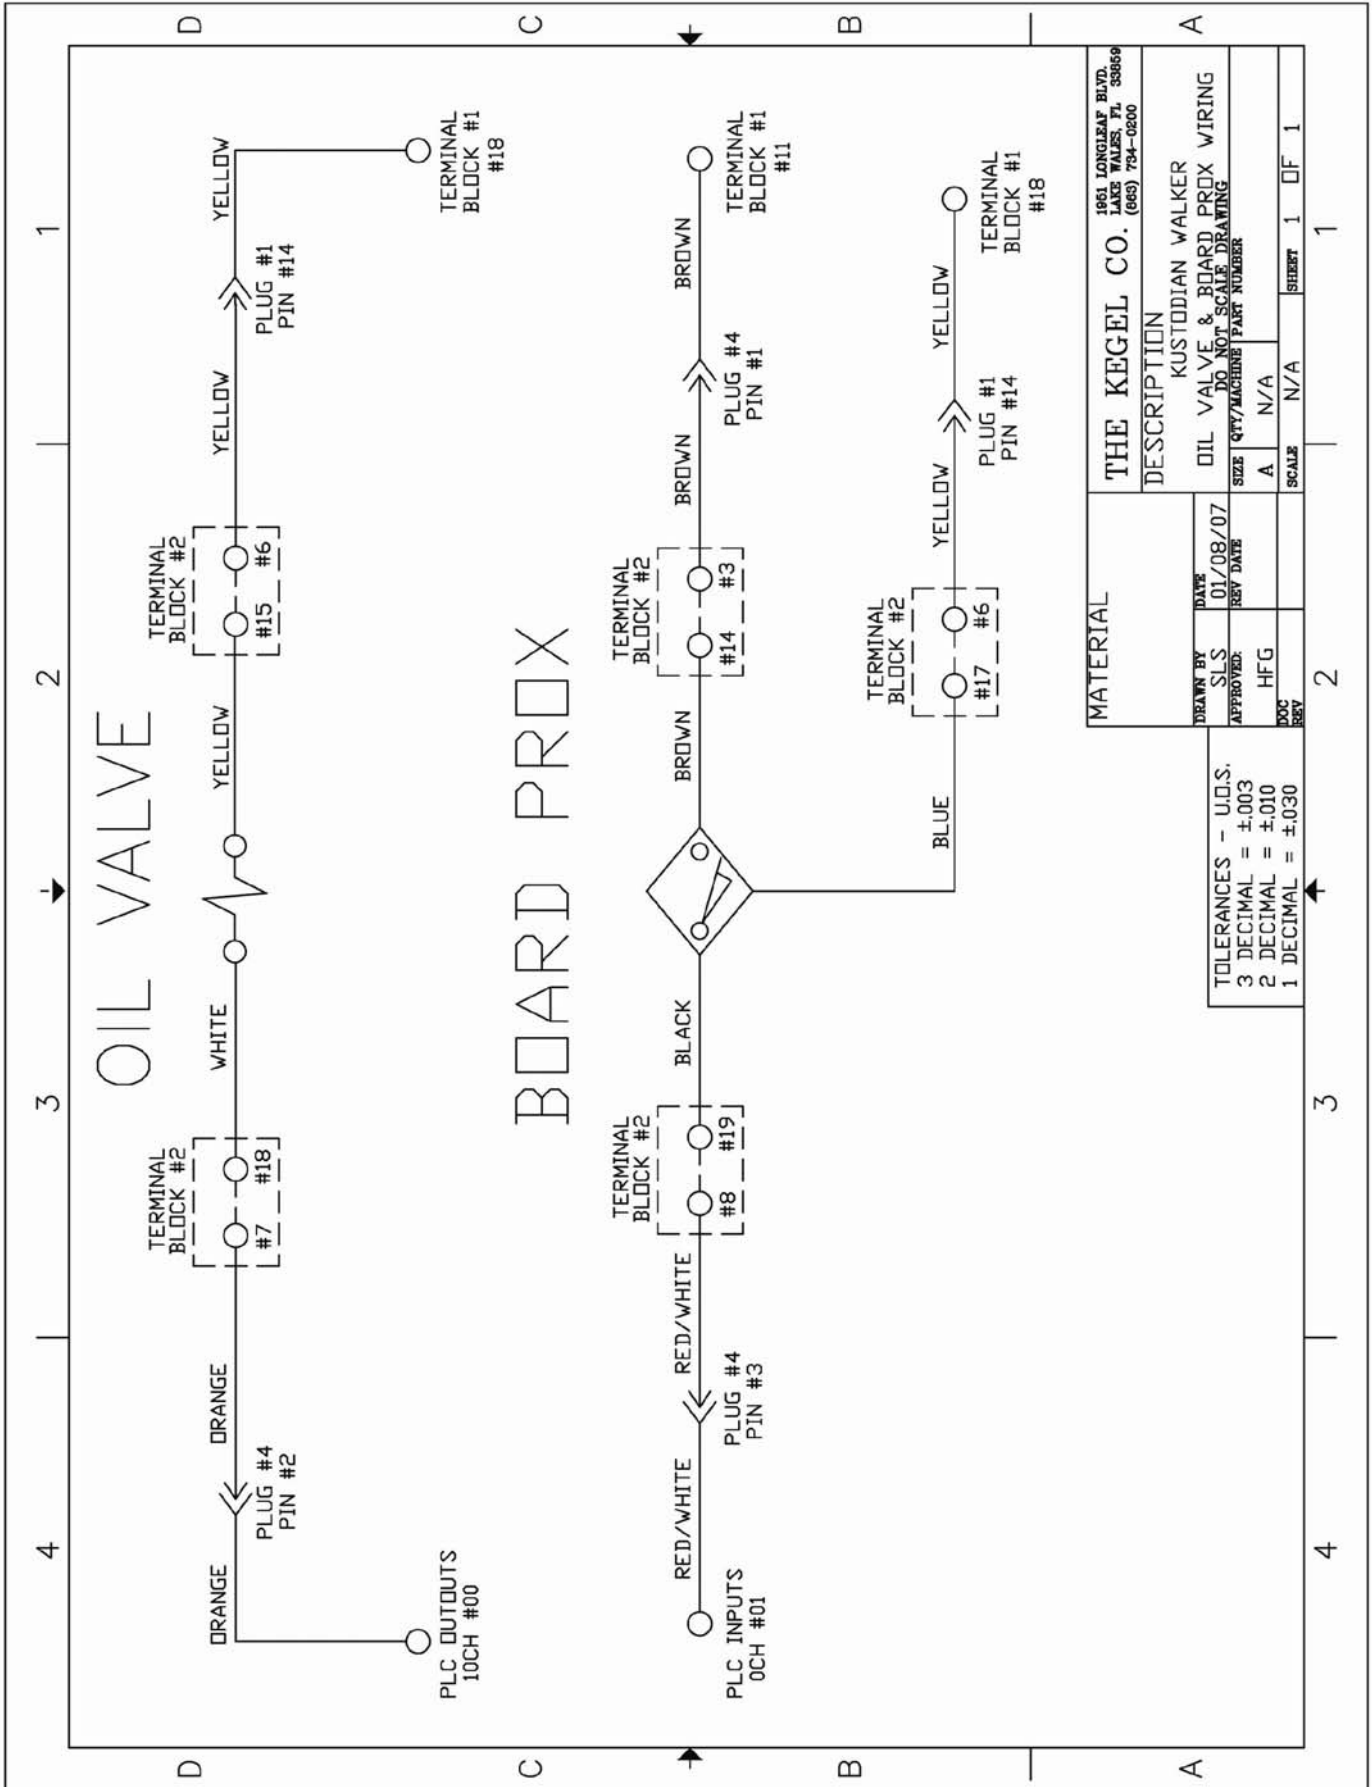 4
3
2
1
D
OIL VALVE
ORANGE
ORANGE
WHITE
YELLOW
YELLOW
YELLOW
PLUG #4
PIN #2
TERMINAL
BLOCK #2
#7
#18
TERMINAL
BLOCK #2
#15
#6
PLUG #1
PIN #14
PLC OUTOUTS
10CH #00
TERMINAL
BLOCK #1
#18
D
C
BOARD PROX
C
RED/WHITE
RED/WHITE
BLACK
BROWN
BROWN
BROWN
TERMINAL
BLOCK #2
#8
#19
TERMINAL
BLOCK #2
#14
#3
PLC INPUTS
0CH #01
PLUG #4
PIN #3
PLUG #4
PIN #1
TERMINAL
BLOCK #1
#11
B
B
BLUE
TERMINAL
BLOCK #2
#17
#6
YELLOW
YELLOW
PLUG #1
PIN #14
TERMINAL
BLOCK #1
#18
A
A
TOLERANCES - U.O.S.
3 DECIMAL = ±.003
2 DECIMAL = ±.010
1 DECIMAL = ±.030
MATERIAL
DRAWN BY
SLS
DATE
01/08/07
APPROVED:
HFG
REV DATE
DOC
REV
THE KEGEL CO.
1951 LONGLEAF BLVD.
LAKE WALES, FL 33859
(863) 734-0200
DESCRIPTION
KUSTODIAN WALKER
OIL VALVE & BOARD PROX WIRING
DO NOT SCALE DRAWING
SIZE
A
QTY/MACHINE
N/A
PART NUMBER
SCALE N/A
SHEET 1 OF 1
4
3
2
1